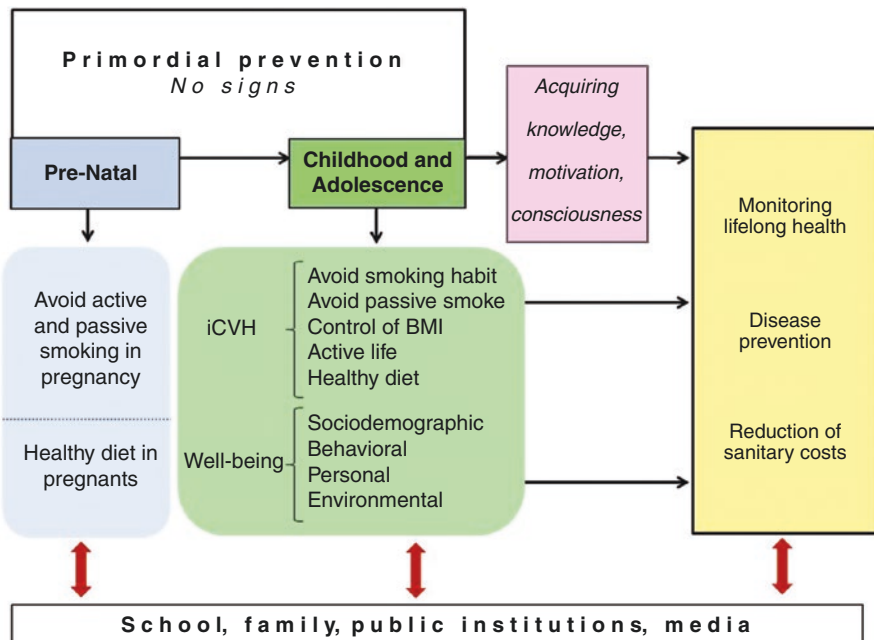 Primordial prevention
No signs
Pre-Natal
Childhood and
Adolescence
Acquiring
knowledge,
motivation,
consciousness
Avoid active
and passive
smoking in
pregnancy
Healthy diet in
pregnants
iCVH
Avoid smoking habit
Avoid passive smoke
Control of BMI
Active life
Healthy diet
Well-being
Sociodemographic
Behavioral
Personal
Environmental
Monitoring
lifelong health
Disease
prevention
Reduction of
sanitary costs
School, family, public institutions, media